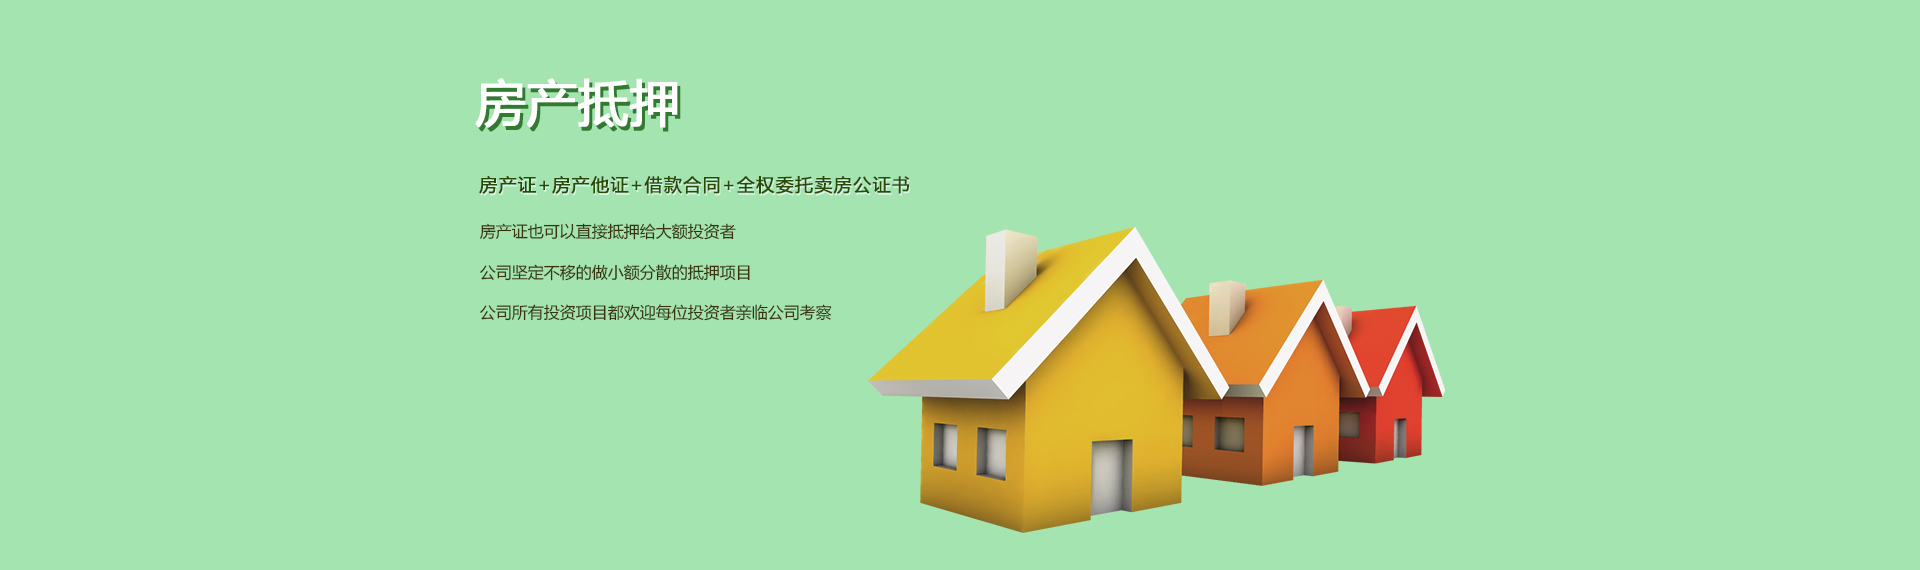 房产抵押
房产证+房产他证+借款合同+全权委托卖房公证书
房产证也可以直接抵押给大额投资者
公司坚定不移的做小额分散的抵押项目
公司所有投资项目都欢迎每位投资者亲临公司考察